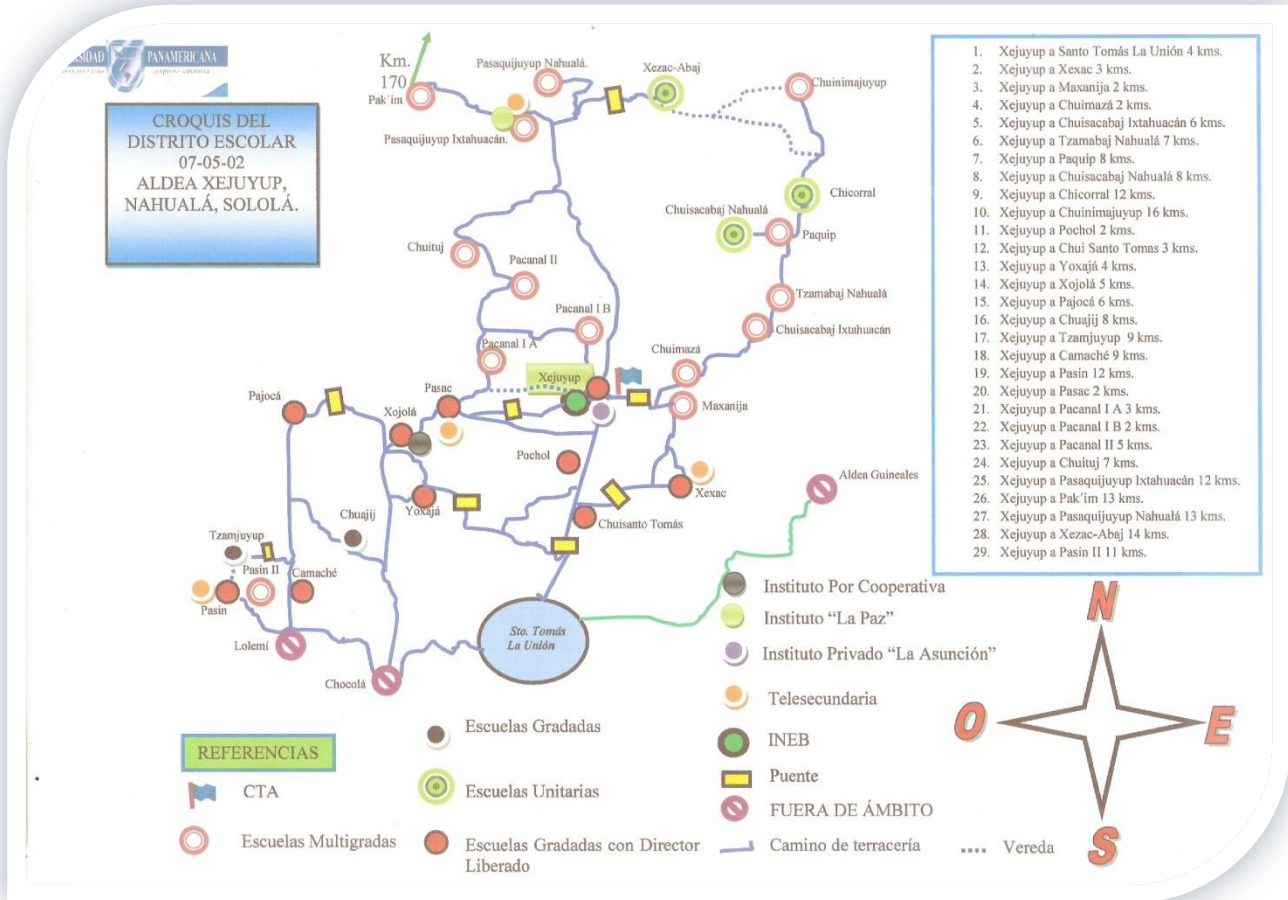 PANAMERICANA
CROQUIS DEL
DISTRITO ESCOLAR
07-05-02
ALDEA XEJUYUP,
NAHUALÁ, SOLOLÁ.
Km.
170
Pak´im
Pasaquijuyup Nahualá.
Pasaquijuyup Ixtahuacán.
Xezac-Abaj
Chuinimajuyup
Chicorral
Chuisacabaj Nahualá
Paquip
Chuituj
Pacanal II
Tzamabaj Nahualá
Pacanal I B
Chuisacabaj Ixtahuacán
Pacanal I A
Chuimazá
Xejuyup
Pasac
Pajocá
Maxanija
Xojolá
Pochol
Aldea Guineales
Xexac
Yoxajá
Chuisanto Tomás
Chuajij
Tzamjuyup
Pasin II
Camaché
Pasin
Lolemí
Chocolá
Sto. Tomás
La Unión
1. Xejuyup a Santo Tomás La Unión 4 kms.
2. Xejuyup a Xexac 3 kms.
3. Xejuyup a Maxanija 2 kms.
4. Xejuyup a Chuimazá 2 kms.
5. Xejuyup a Chuisacabaj Ixtahuacán 6 kms.
6. Xejuyup a Tzamabaj Nahualá 7 kms.
7. Xejuyup a Paquip 8 kms.
8. Xejuyup a Chuisacabaj Nahualá 8 kms.
9. Xejuyup a Chicorral 12 kms.
10. Xejuyup a Chuinimajuyup 16 kms.
11. Xejuyup a Pochol 2 kms.
12. Xejuyup a Chui Santo Tomas 3 kms.
13. Xejuyup a Yoxajá 4 kms.
14. Xejuyup a Xojolá 5 kms.
15. Xejuyup a Pajocá 6 kms.
16. Xejuyup a Chuajij 8 kms.
17. Xejuyup a Tzamjuyup 9 kms.
18. Xejuyup a Camaché 9 kms.
19. Xejuyup a Pasin 12 kms.
20. Xejuyup a Pasac 2 kms.
21. Xejuyup a Pacanal I A 3 kms.
22. Xejuyup a Pacanal I B 2 kms.
23. Xejuyup a Pacanal II 5 kms.
24. Xejuyup a Chuituj 7 kms.
25. Xejuyup a Pasaquijuyup Ixtahuacán 12 kms.
26. Xejuyup a Pak´im 13 kms.
27. Xejuyup a Pasaquijuyup Nahualá 13 kms.
28. Xejuyup a Xezac-Abaj 14 kms.
29. Xejuyup a Pasin II 11 kms.
N
O
E
S
REFERENCIAS
CTA
Escuelas Multigradas
Escuelas Gradadas
Escuelas Unitarias
Escuelas Gradadas con Director
Liberado
Instituto Por Cooperativa
Instituto "La Paz"
Instituto Privado "La Asunción"
Telesecundaria
INEB
Puente
FUERA DE ÁMBITO
Camino de terracería
Vereda